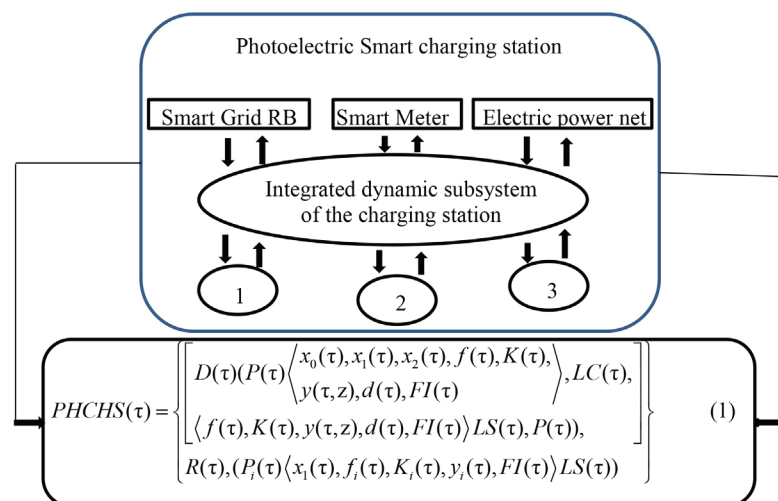 Photoelectric Smart charging station
Smart Grid RB Smart Meter Electric power net
Integrated dynamic subsystem
of the charging station
1 2 3
x₀(τ), x₁(τ), x₂(τ), f(τ), K(τ),
D(τ)(P(τ)⟨ ⟩, LC(τ),
y(τ,z), d(τ), FI(τ)
PHCHS(τ) = (1)
⟨f(τ), K(τ), y(τ,z), d(τ), FI(τ)⟩LS(τ), P(τ)),
R(τ), (Pᵢ(τ)⟨x₁(τ), fᵢ(τ), Kᵢ(τ), yᵢ(τ), FI(τ)⟩LS(τ))